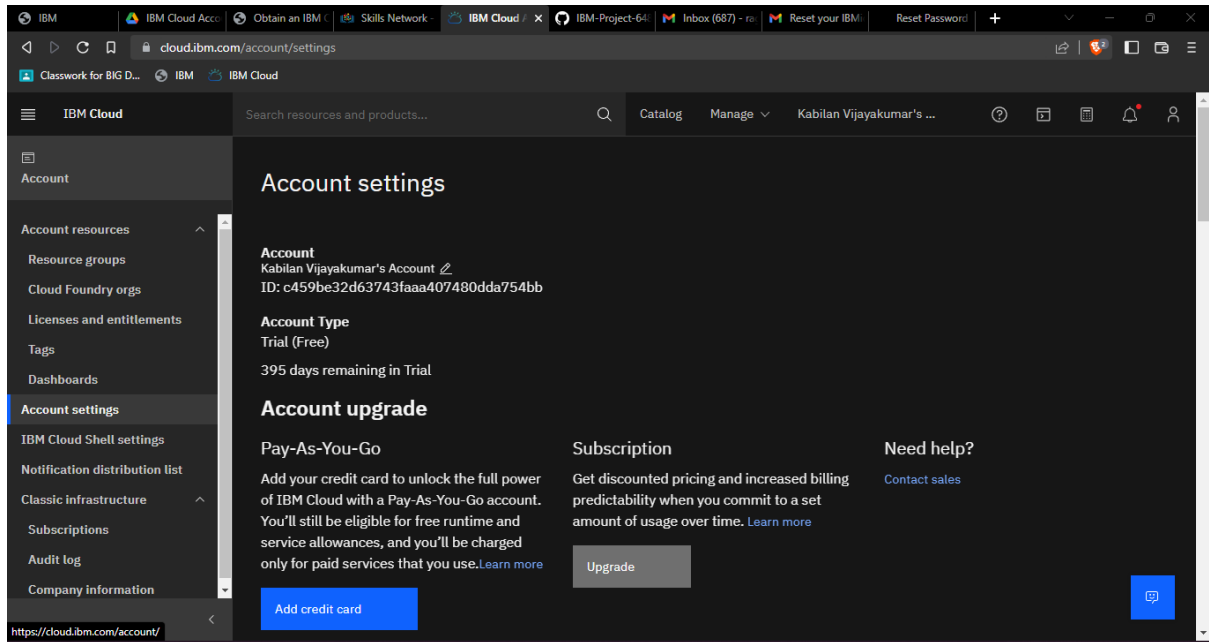 IBM
IBM Cloud Acco
Obtain an IBM C
Skills Network -
IBM Cloud A
IBM-Project-648
Inbox (687) - ra
Reset your IBMi
Reset Password
cloud.ibm.com/account/settings
Classwork for BIG D...
IBM
IBM Cloud
IBM Cloud
Search resources and products...
Catalog
Manage
Kabilan Vijayakumar's ...
Account
Account resources
Resource groups
Cloud Foundry orgs
Licenses and entitlements
Tags
Dashboards
Account settings
IBM Cloud Shell settings
Notification distribution list
Classic infrastructure
Subscriptions
Audit log
Company information
https://cloud.ibm.com/account/
Account settings
Account
Kabilan Vijayakumar's Account
ID: c459be32d63743faaa407480dda754bb
Account Type
Trial (Free)
395 days remaining in Trial
Account upgrade
Pay-As-You-Go
Add your credit card to unlock the full power
of IBM Cloud with a Pay-As-You-Go account.
You'll still be eligible for free runtime and
service allowances, and you'll be charged
only for paid services that you use.Learn more
Add credit card
Subscription
Get discounted pricing and increased billing
predictability when you commit to a set
amount of usage over time. Learn more
Upgrade
Need help?
Contact sales